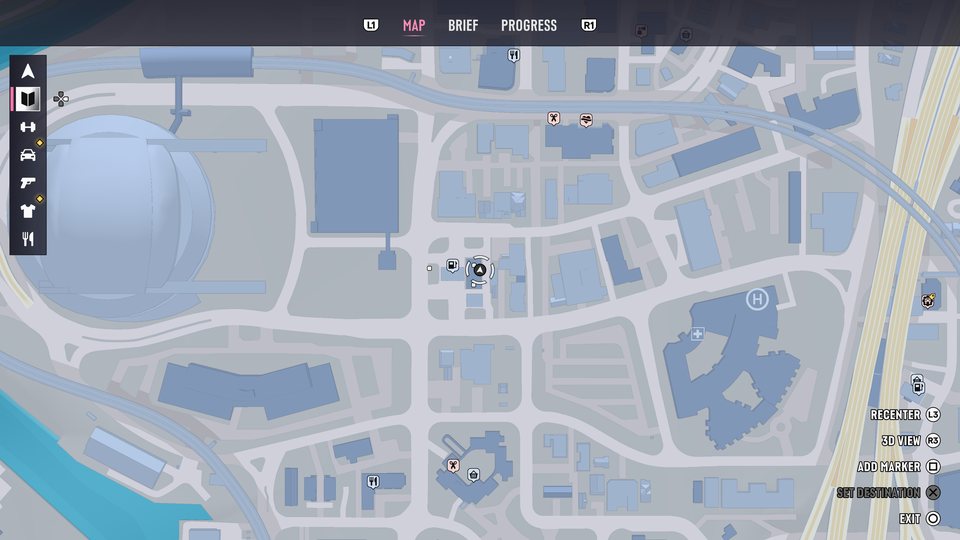 L1 MAP BRIEF PROGRESS R1
H
RECENTER L3
3D VIEW R3
ADD MARKER
SET DESTINATION
EXIT